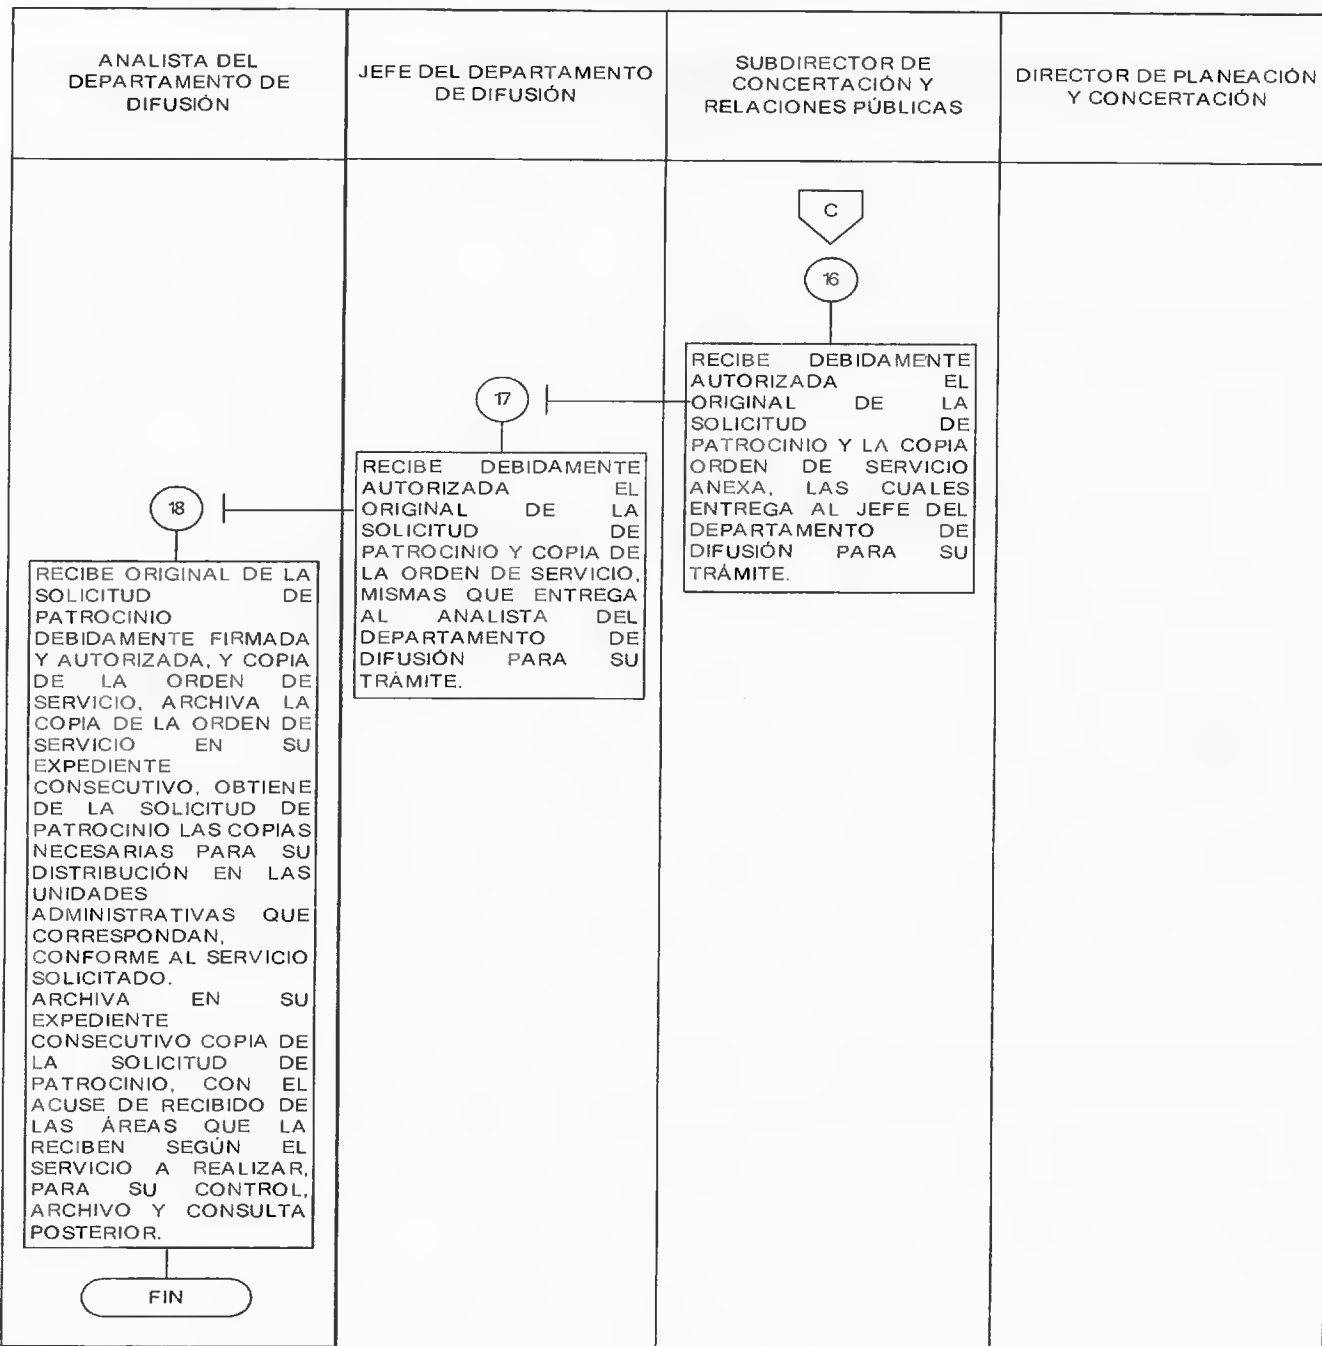 ANALISTA DEL
DEPARTAMENTO DE
DIFUSIÓN
JEFE DEL DEPARTAMENTO
DE DIFUSIÓN
SUBDIRECTOR DE
CONCERTACIÓN Y
RELACIONES PÚBLICAS
DIRECTOR DE PLANEACIÓN
Y CONCERTACIÓN
C
16
RECIBE DEBIDAMENTE
AUTORIZADA EL
ORIGINAL DE LA
SOLICITUD DE
PATROCINIO Y LA COPIA
ORDEN DE SERVICIO
ANEXA, LAS CUALES
ENTREGA AL JEFE DEL
DEPARTAMENTO DE
DIFUSIÓN PARA SU
TRÁMITE.
17
RECIBE DEBIDAMENTE
AUTORIZADA EL
ORIGINAL DE LA
SOLICITUD DE
PATROCINIO Y COPIA DE
LA ORDEN DE SERVICIO,
MISMAS QUE ENTREGA
AL ANALISTA DEL
DEPARTAMENTO DE
DIFUSIÓN PARA SU
TRÁMITE.
18
RECIBE ORIGINAL DE LA
SOLICITUD DE
PATROCINIO
DEBIDAMENTE FIRMADA
Y AUTORIZADA, Y COPIA
DE LA ORDEN DE
SERVICIO, ARCHIVA LA
COPIA DE LA ORDEN DE
SERVICIO EN SU
EXPEDIENTE
CONSECUTIVO, OBTIENE
DE LA SOLICITUD DE
PATROCINIO LAS COPIAS
NECESARIAS PARA SU
DISTRIBUCIÓN EN LAS
UNIDADES
ADMINISTRATIVAS QUE
CORRESPONDAN,
CONFORME AL SERVICIO
SOLICITADO.
ARCHIVA EN SU
EXPEDIENTE
CONSECUTIVO COPIA DE
LA SOLICITUD DE
PATROCINIO, CON EL
ACUSE DE RECIBIDO DE
LAS ÁREAS QUE LA
RECIBEN SEGÚN EL
SERVICIO A REALIZAR,
PARA SU CONTROL,
ARCHIVO Y CONSULTA
POSTERIOR.
FIN